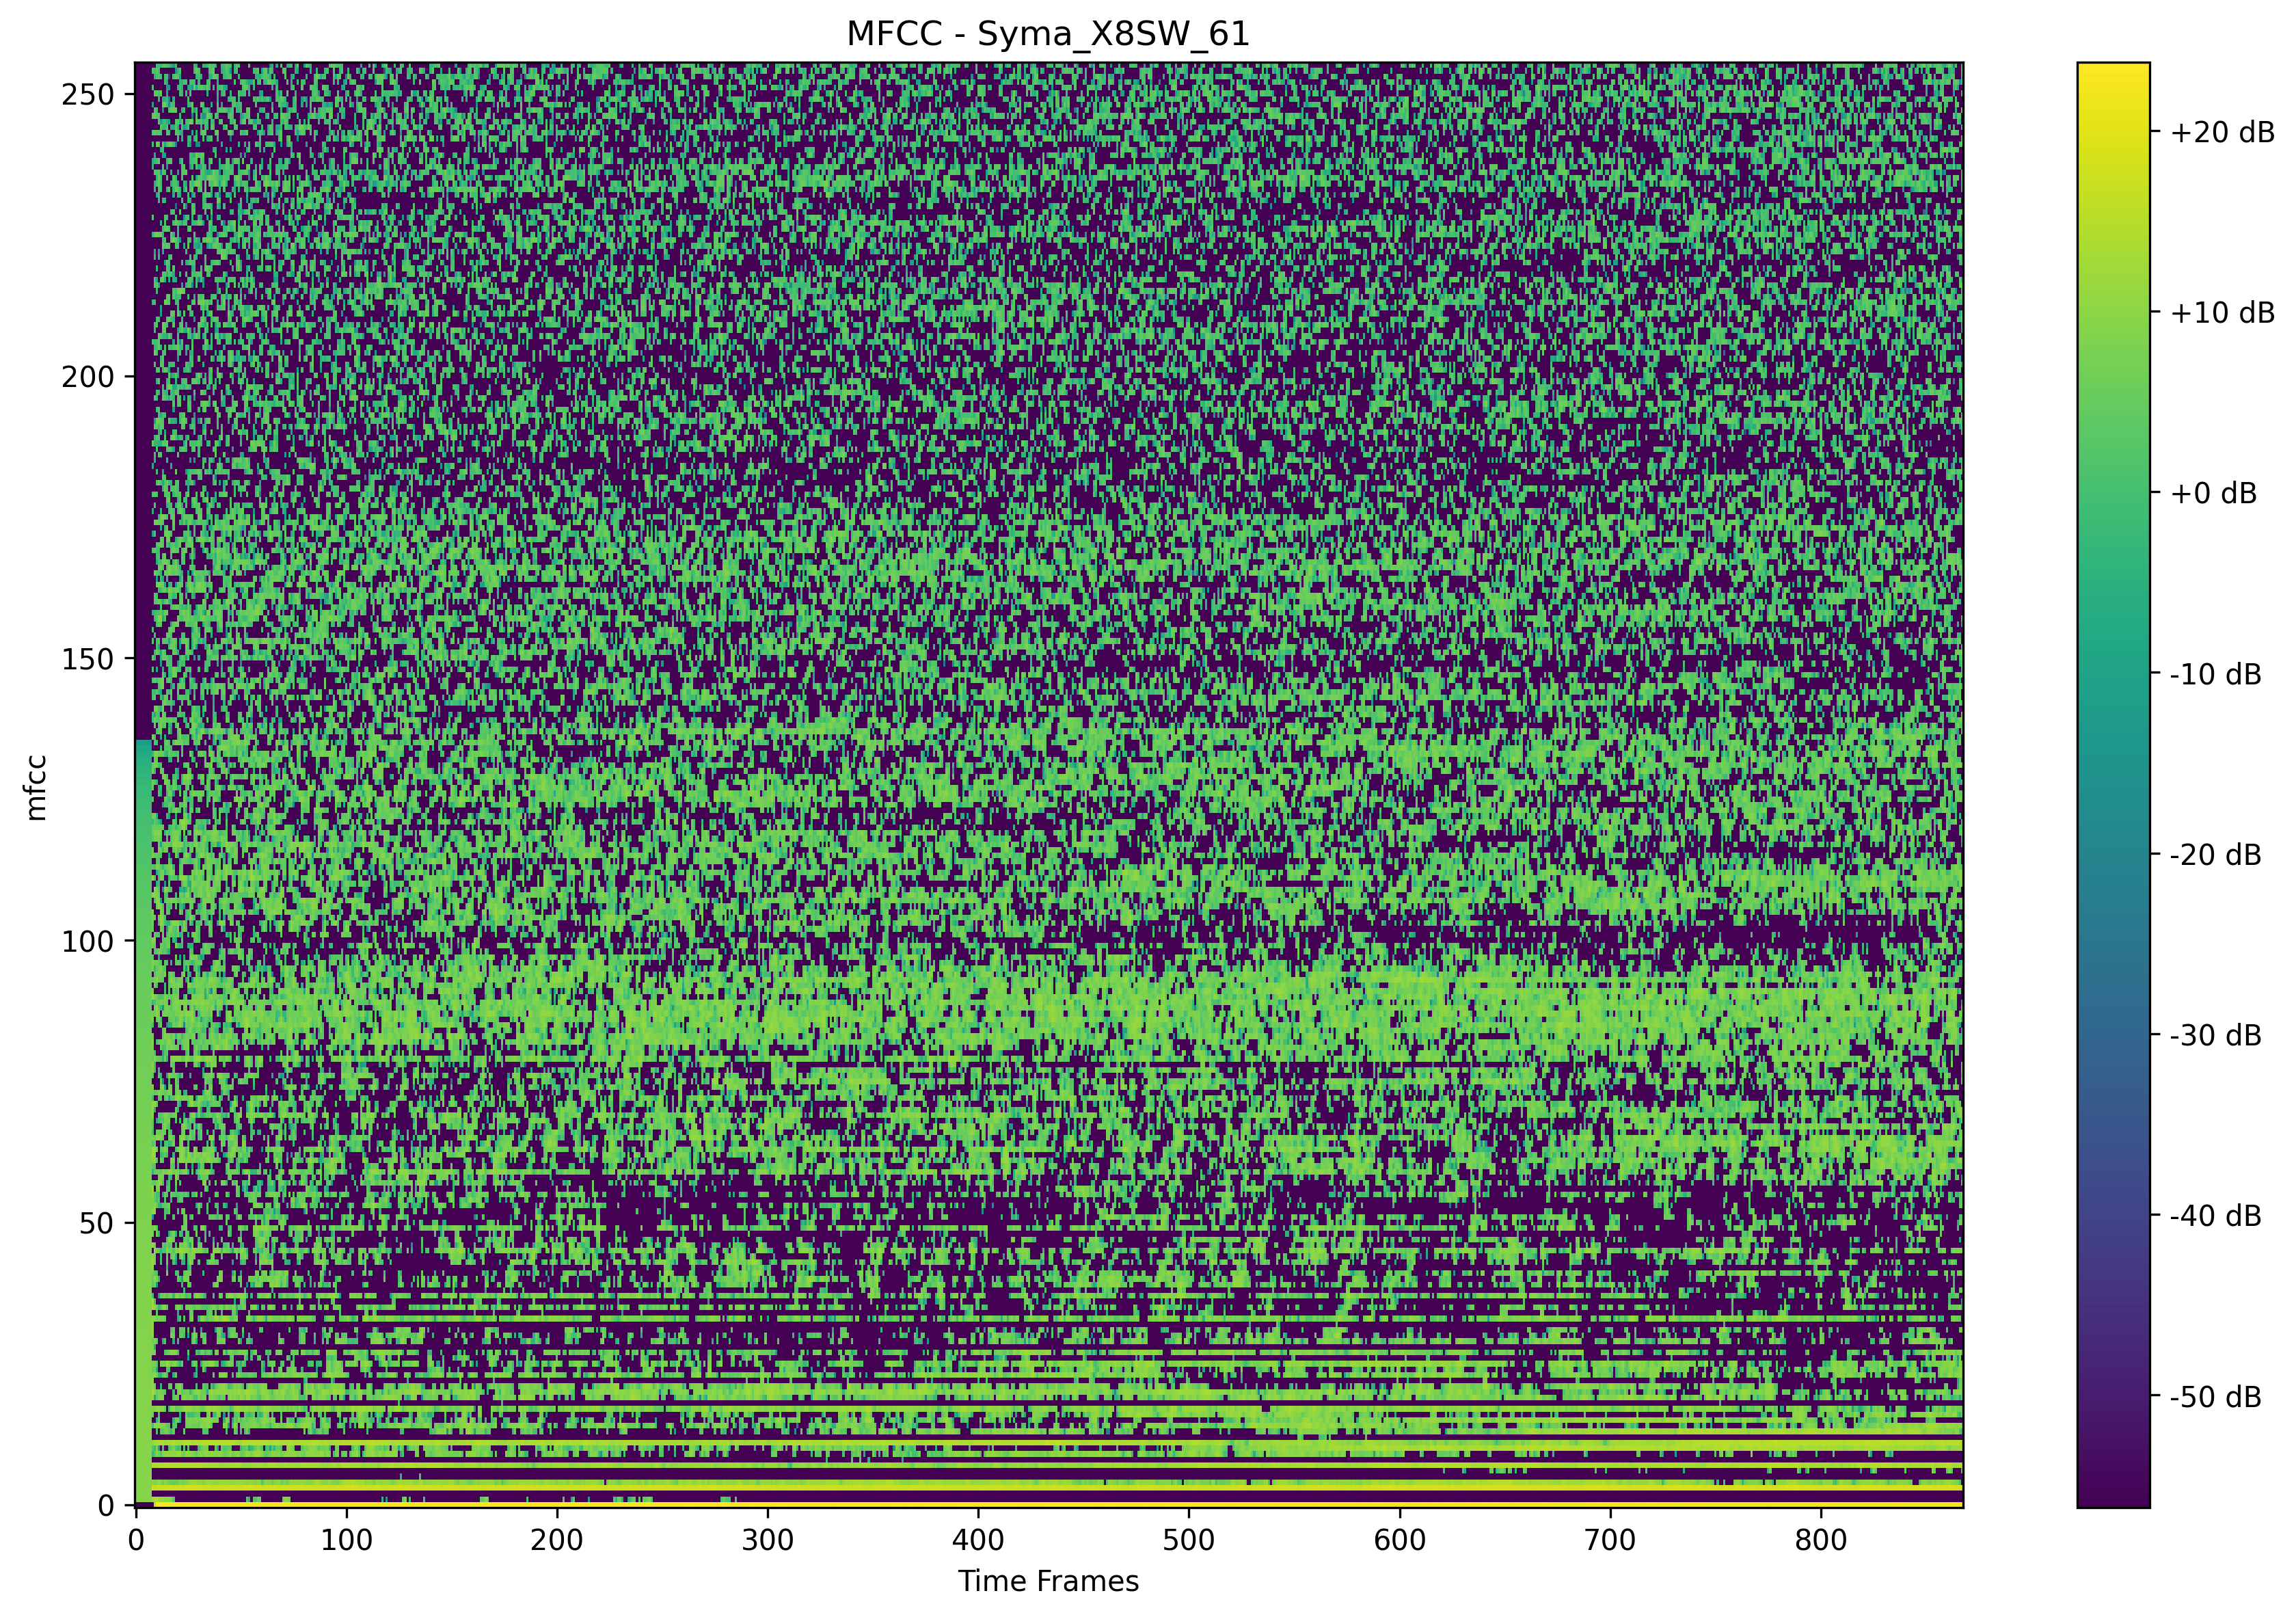 MFCC - Syma_X8SW_61
250
200
150
100
50
0
mfcc
0 100 200 300 400 500 600 700 800
Time Frames
+20 dB
+10 dB
+0 dB
-10 dB
-20 dB
-30 dB
-40 dB
-50 dB